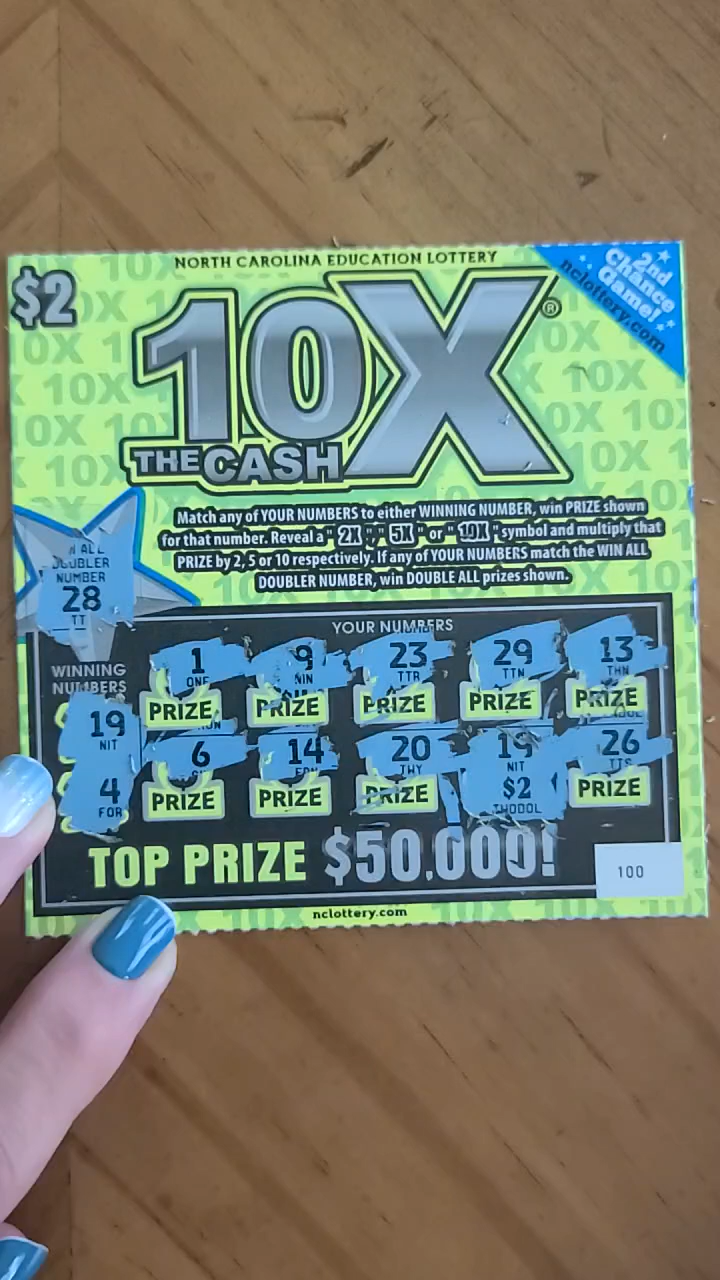 NORTH CAROLINA EDUCATION LOTTERY
$2
2nd
Chance
Game!
nclottery.com
10X®
THE CASH
Match any of YOUR NUMBERS to either WINNING NUMBER, win PRIZE shown
for that number. Reveal a "2X", "5X" or "10X" symbol and multiply that
PRIZE by 2, 5 or 10 respectively. If any of YOUR NUMBERS match the WIN ALL
DOUBLER NUMBER, win DOUBLE ALL prizes shown.
ALL
DOUBLER
NUMBER
28
TT
YOUR NUMBERS
WINNING
NUMBERS
19
NIT
4
FOR
1 9 23 29 13
ONE NIN TTR TTN THN
PRIZE PRIZE PRIZE PRIZE PRIZE
6 14 20 19 26
THY NIT TTS
PRIZE PRIZE PRIZE $2 PRIZE
TWODOL
TOP PRIZE $50,000!
100
nclottery.com